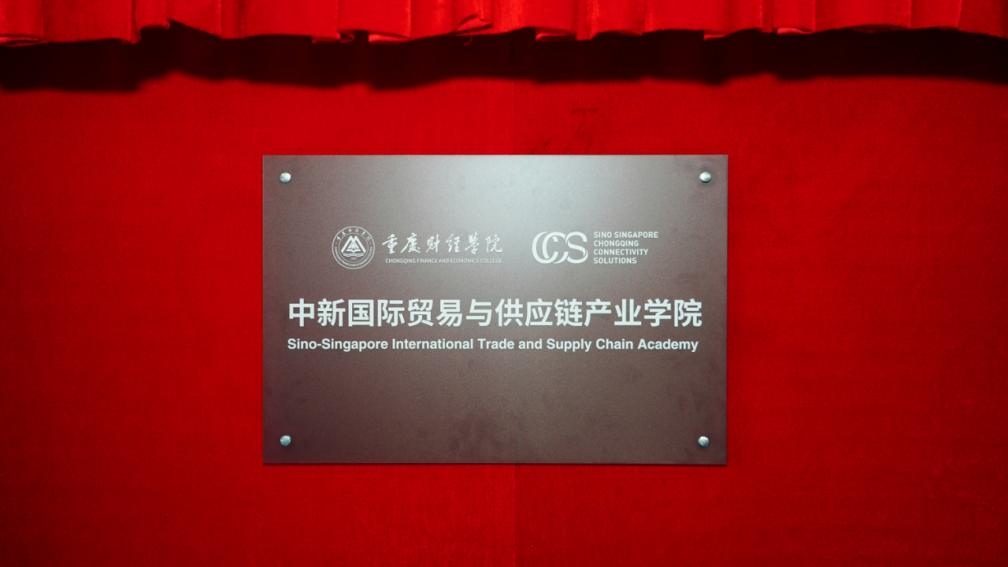 重庆财经学院
CHONGQING FINANCE AND ECONOMICS COLLEGE
CCS
SINO SINGAPORE
CHONGQING
CONNECTIVITY
SOLUTIONS
中新国际贸易与供应链产业学院
Sino-Singapore International Trade and Supply Chain Academy